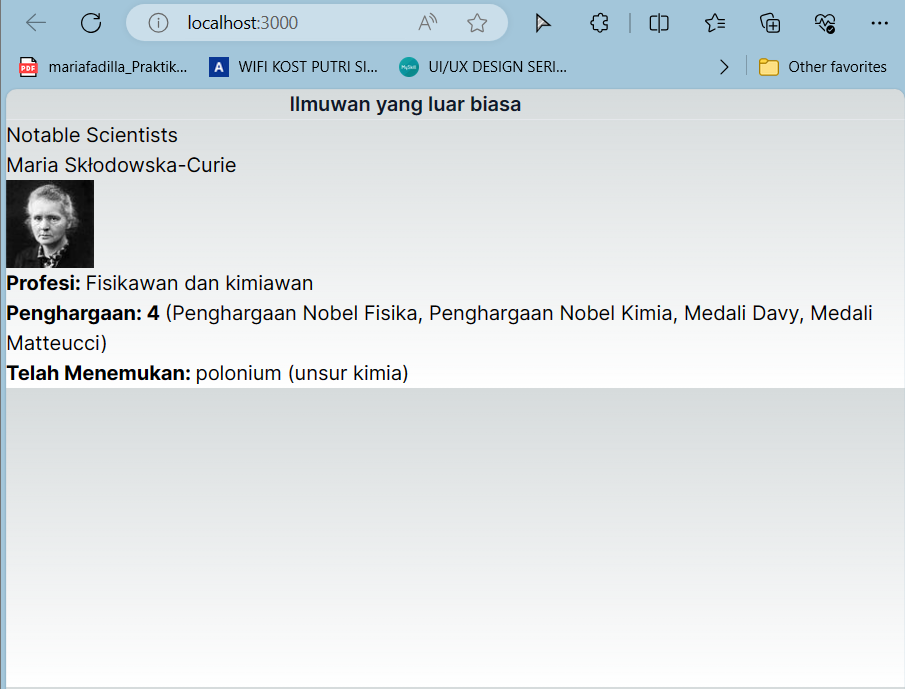 localhost:3000
PDF mariafadilla_Praktik... A WIFI KOST PUTRI SI... MySkill UI/UX DESIGN SERI... Other favorites
Ilmuwan yang luar biasa
Notable Scientists
Maria Skłodowska-Curie
Profesi: Fisikawan dan kimiawan
Penghargaan: 4 (Penghargaan Nobel Fisika, Penghargaan Nobel Kimia, Medali Davy, Medali
Matteucci)
Telah Menemukan: polonium (unsur kimia)